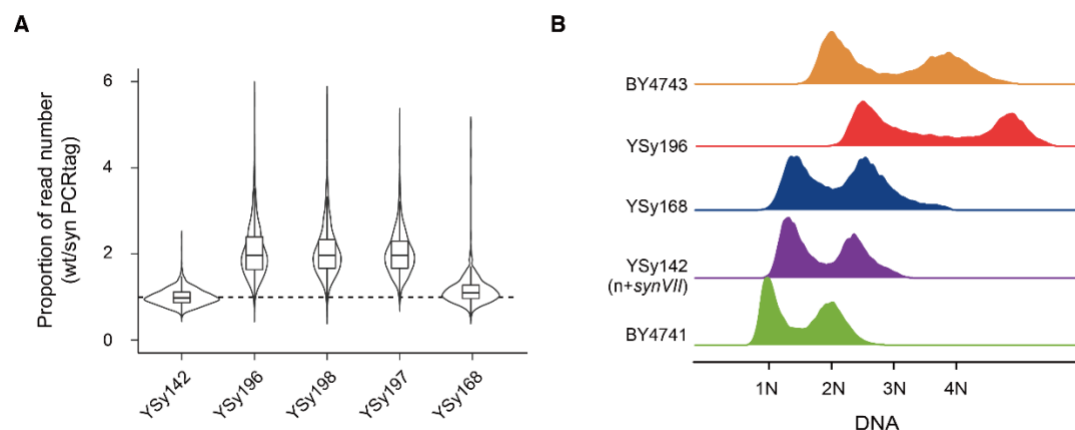 A
Proportion of read number
(wt/syn PCRtag)
6
4
2
0
YSy142
YSy196
YSy198
YSy197
YSy168
B
BY4743
YSy196
YSy168
YSy142
(n+synVII)
BY4741
1N
2N
3N
4N
DNA